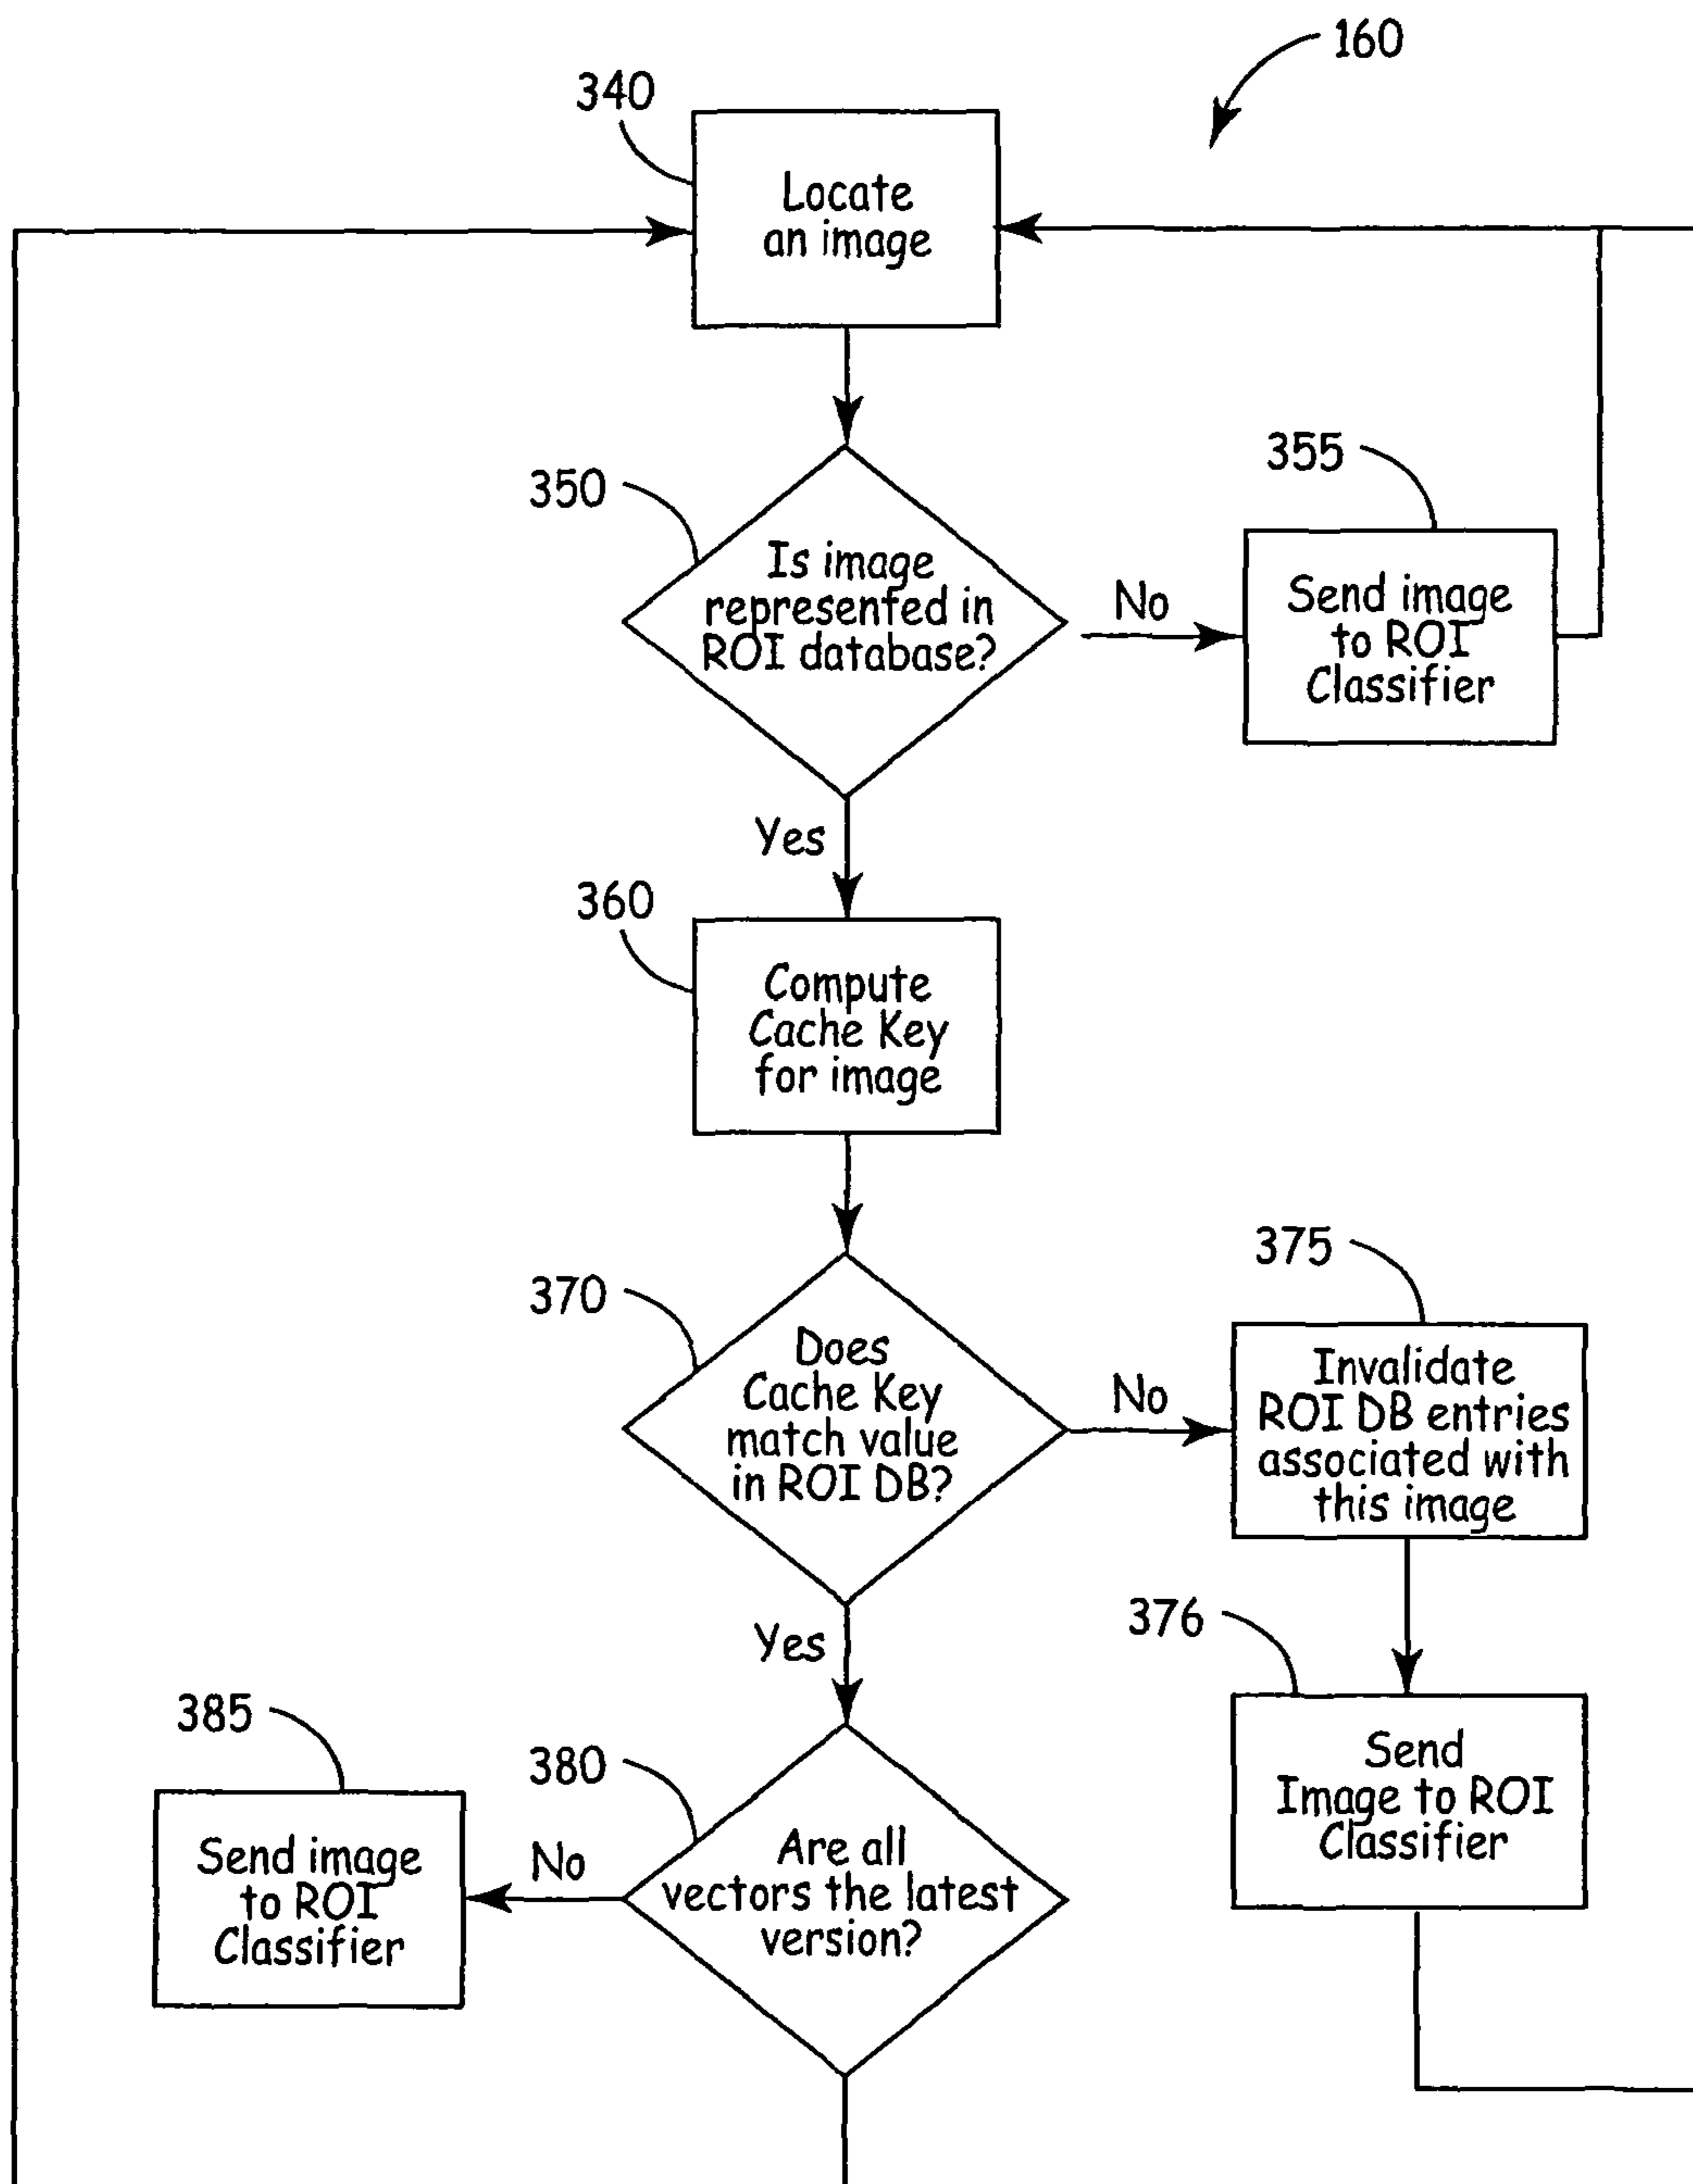 160
340
Locate
an image
350
Is image
represented in
ROI database?
No
355
Send image
to ROI
Classifier
Yes
360
Compute
Cache Key
for image
370
Does
Cache Key
match value
in ROI DB?
No
375
Invalidate
ROI DB entries
associated with
this image
376
Send
Image to ROI
Classifier
Yes
380
Are all
vectors the latest
version?
No
385
Send image
to ROI
Classifier